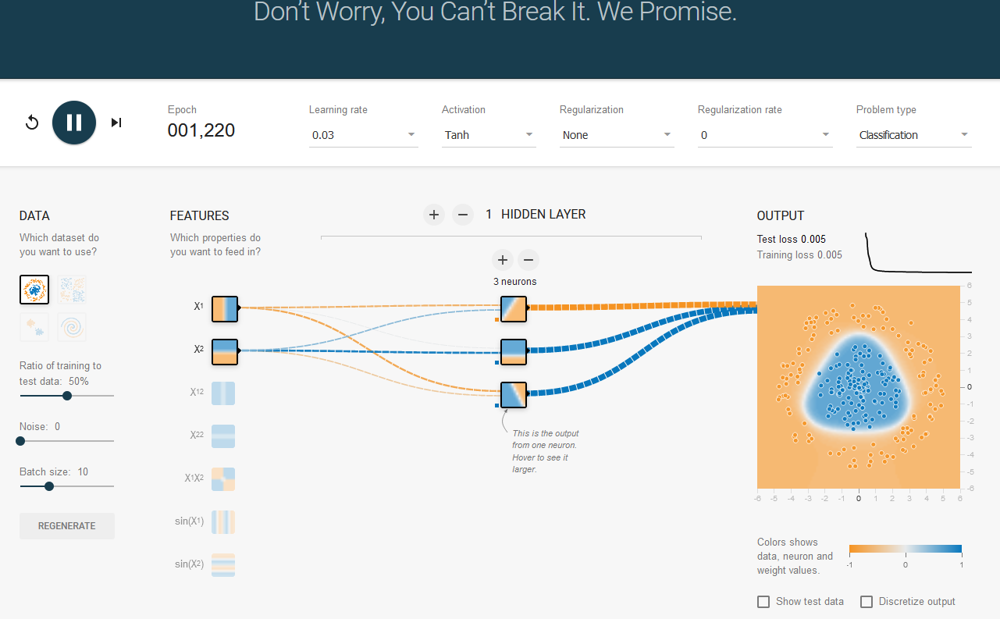 Don't Worry, You Can't Break It. We Promise.
Epoch
001,220
Learning rate
0.03
Activation
Tanh
Regularization
None
Regularization rate
0
Problem type
Classification
DATA
Which dataset do
you want to use?
Ratio of training to
test data: 50%
Noise: 0
Batch size: 10
REGENERATE
FEATURES
Which properties do
you want to feed in?
X1
X2
X12
X22
X1X2
sin(X1)
sin(X2)
+ − 1 HIDDEN LAYER
+ −
3 neurons
This is the output
from one neuron.
Hover to see it
larger.
OUTPUT
Test loss 0.005
Training loss 0.005
6
5
4
3
2
1
0
-1
-2
-3
-4
-5
-6
-6 -5 -4 -3 -2 -1 0 1 2 3 4 5 6
Colors shows
data, neuron and
weight values.
-1 0 1
Show test data
Discretize output